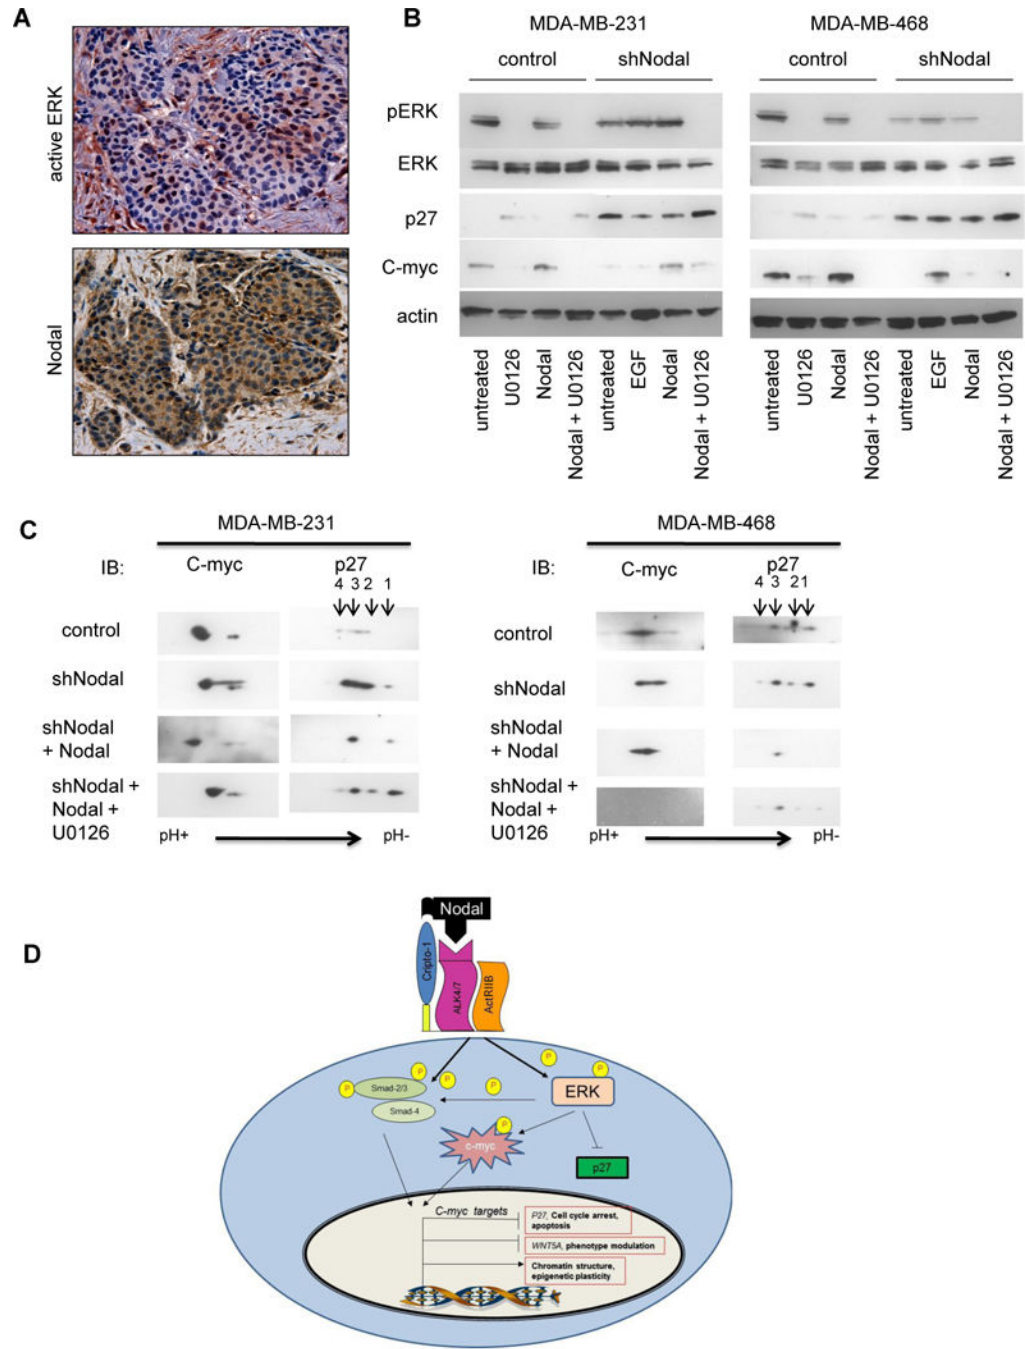 A
active ERK
Nodal
B
MDA-MB-231
MDA-MB-468
control
shNodal
control
shNodal
pERK
ERK
p27
C-myc
actin
untreated
U0126
Nodal
Nodal + U0126
untreated
EGF
Nodal
Nodal + U0126
untreated
U0126
Nodal
Nodal + U0126
untreated
EGF
Nodal
Nodal + U0126
C
MDA-MB-231
IB:
C-myc
p27
4 3 2 1
control
shNodal
shNodal
+ Nodal
shNodal +
Nodal +
U0126
pH+
pH-
MDA-MB-468
IB:
C-myc
p27
4 3 21
control
shNodal
shNodal
+ Nodal
shNodal +
Nodal +
U0126
pH+
pH-
D
Nodal
Cripto-1
ALK4/7
ActRIIB
P
P
P
P
P
P
Smad-2/3
Smad-4
ERK
P
c-myc
p27
C-myc targets
P27, Cell cycle arrest,
apoptosis
WNT5A, phenotype modulation
Chromatin structure,
epigenetic plasticity